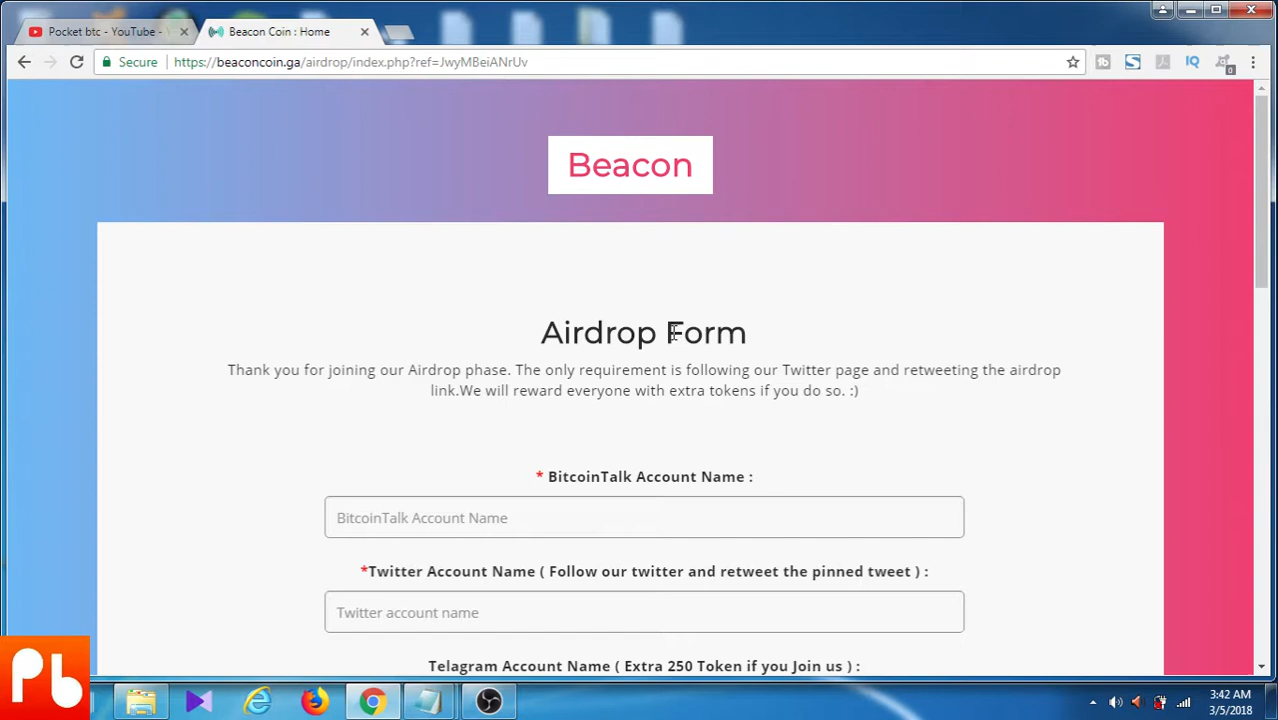 Pocket btc - YouTube -
Beacon Coin : Home
Secure
https://beaconcoin.ga/airdrop/index.php?ref=JwyMBeiANrUv
Beacon
Airdrop Form
Thank you for joining our Airdrop phase. The only requirement is following our Twitter page and retweeting the airdrop
link.We will reward everyone with extra tokens if you do so. :)
* BitcoinTalk Account Name :
BitcoinTalk Account Name
*Twitter Account Name ( Follow our twitter and retweet the pinned tweet ) :
Twitter account name
Telagram Account Name ( Extra 250 Token if you Join us ) :
Pb
3:42 AM
3/5/2018